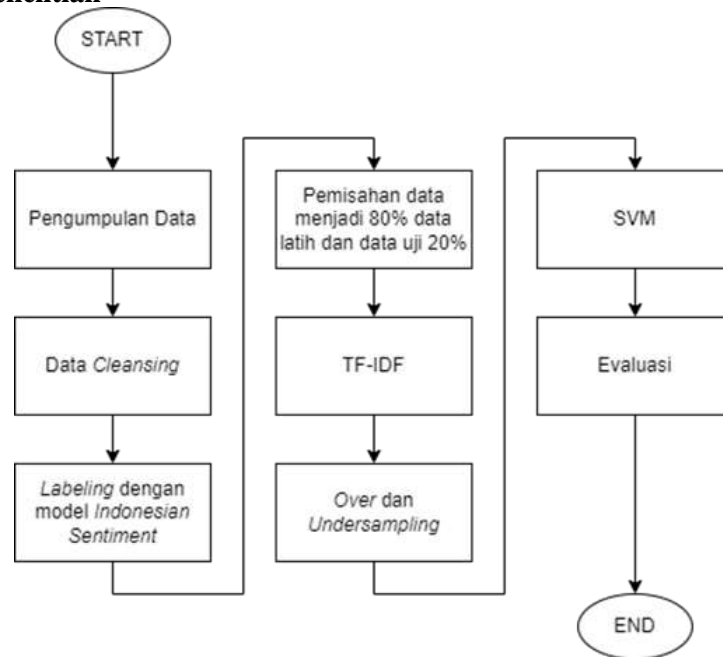 START
Pengumpulan Data
Data Cleansing
Labeling dengan
model Indonesian
Sentiment
Pemisahan data
menjadi 80% data
latih dan data uji 20%
TF-IDF
Over dan
Undersampling
SVM
Evaluasi
END